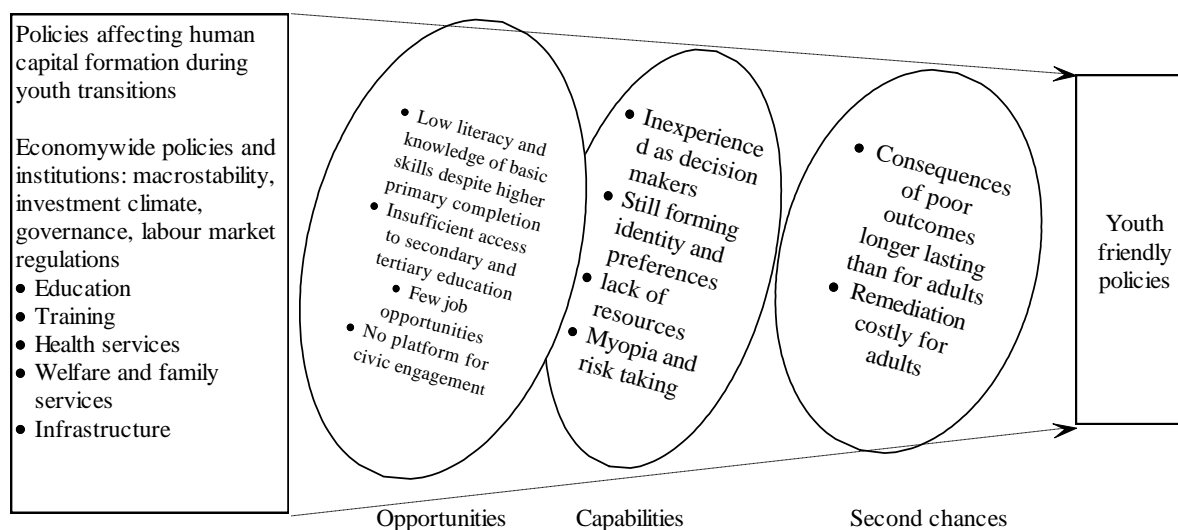 Policies affecting human
capital formation during
youth transitions
Economywide policies and
institutions: macrostability,
investment climate,
governance, labour market
regulations
• Education
• Training
• Health services
• Welfare and family
services
• Infrastructure
• Low literacy and
knowledge of basic
skills despite higher
primary completion
• Insufficient access
to secondary and
tertiary education
• Few job
opportunities
• No platform for
civic engagement
• Inexperience
d as decision
makers
• Still forming
identity and
preferences
• lack of
resources
• Myopia and
risk taking
• Consequences
of poor
outcomes
longer lasting
than for adults
• Remediation
costly for
adults
Youth
friendly
policies
Opportunities
Capabilities
Second chances